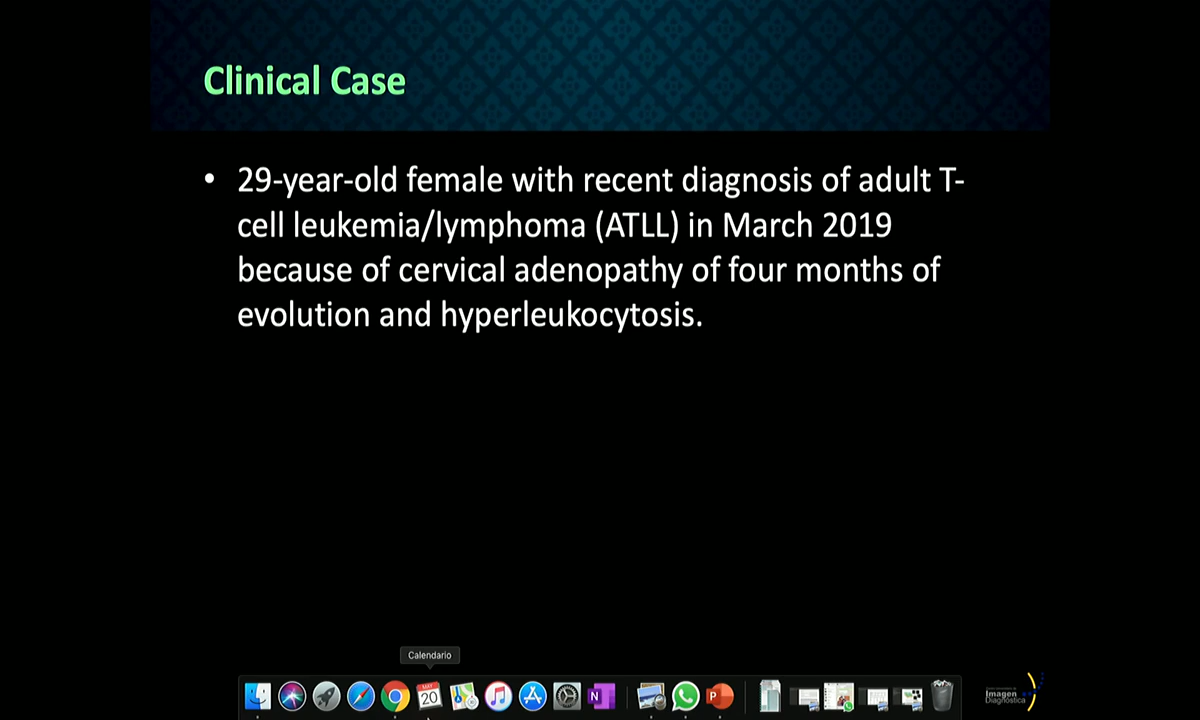 Clinical Case
• 29-year-old female with recent diagnosis of adult T-
cell leukemia/lymphoma (ATLL) in March 2019
because of cervical adenopathy of four months of
evolution and hyperleukocytosis.
Calendario
MAY
20
N
P
Imagen
Diagnóstica